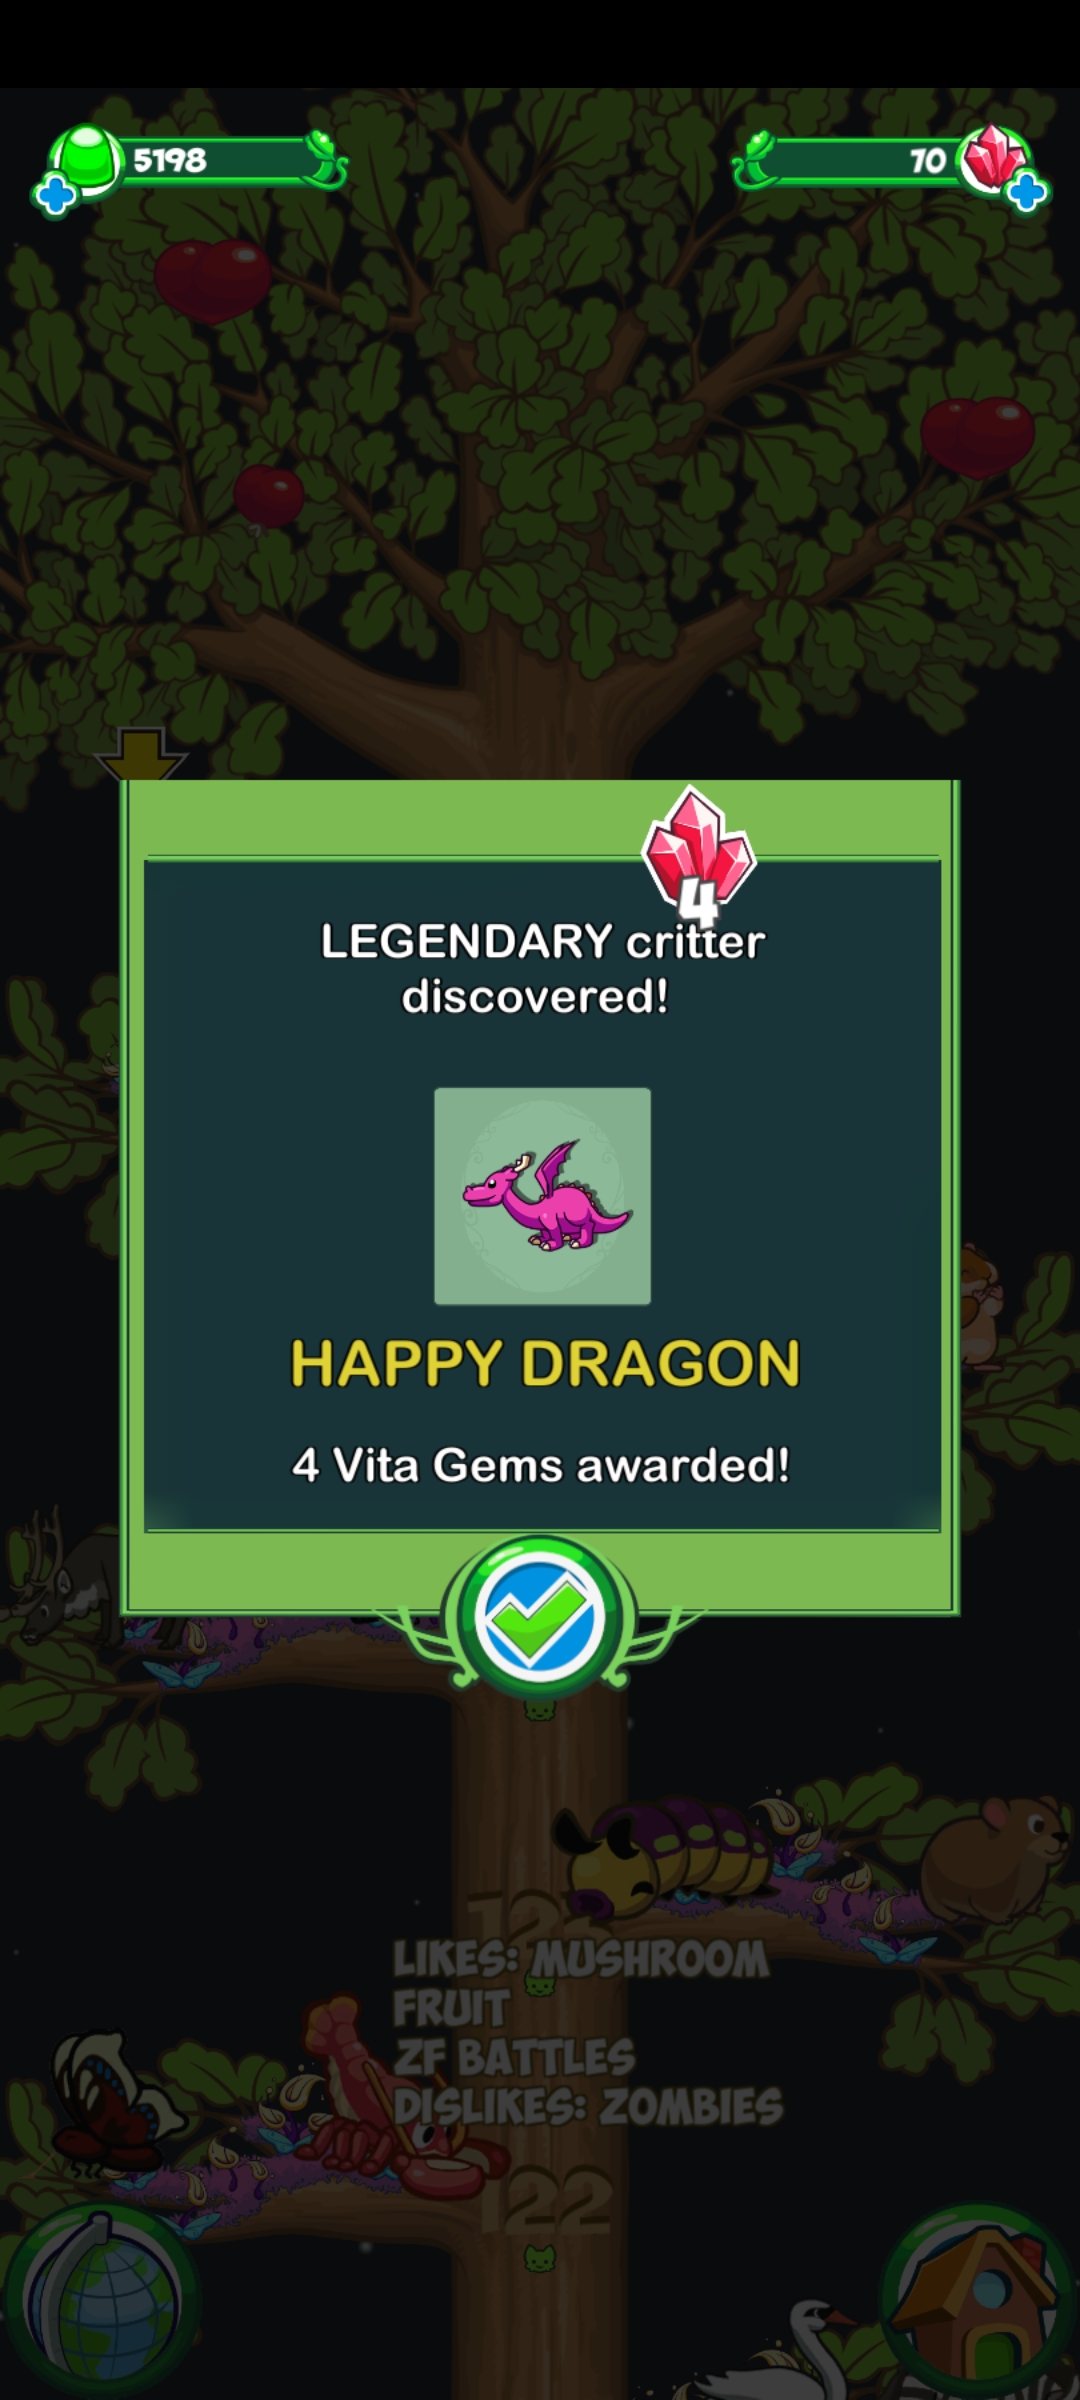 5198
70
4
LEGENDARY critter
discovered!
HAPPY DRAGON
4 Vita Gems awarded!
LIKES: MUSHROOM
FRUIT
ZF BATTLES
DISLIKES: ZOMBIES
122